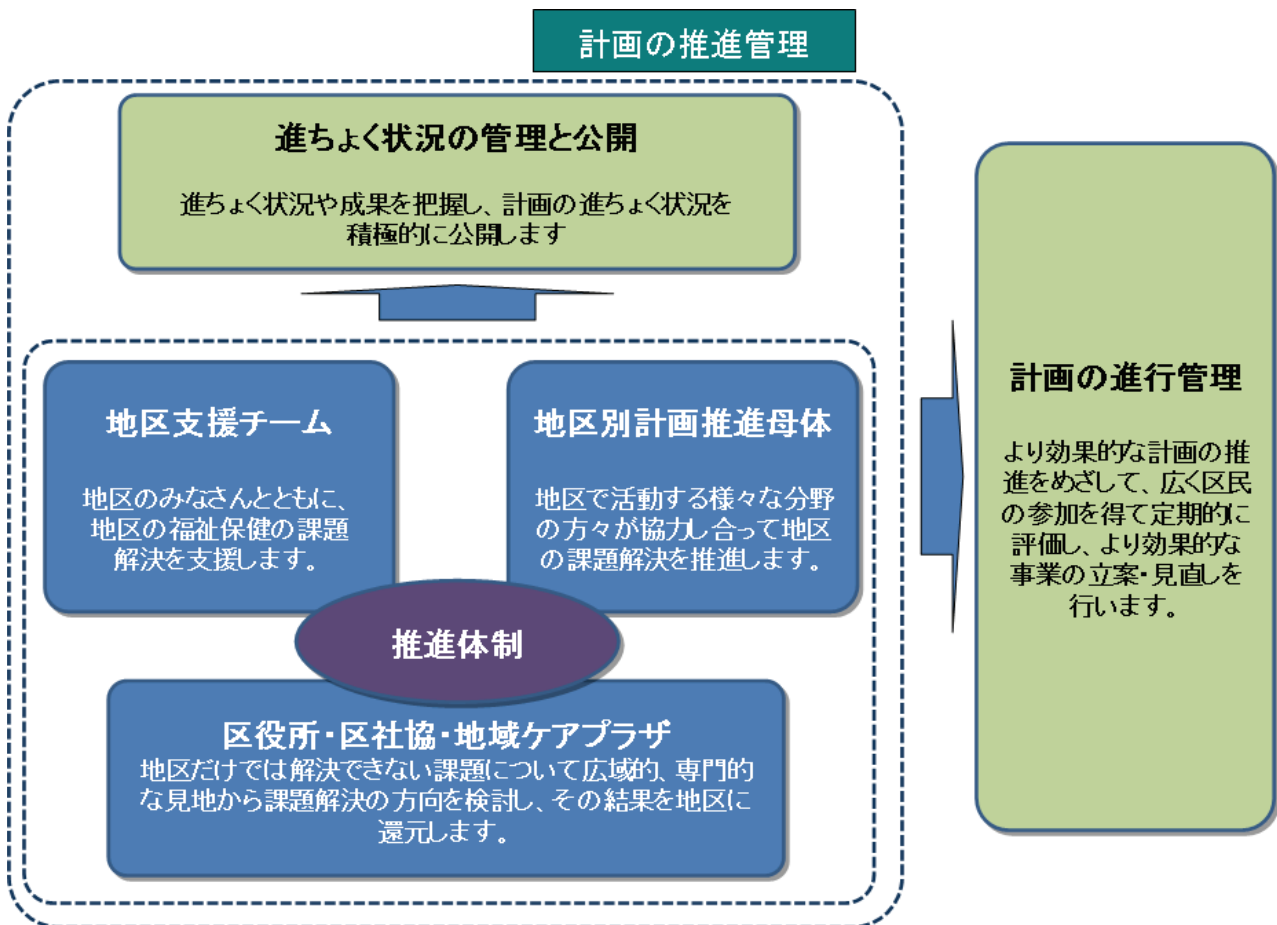 計画の推進管理
進ちょく状況の管理と公開
進ちょく状況や成果を把握し、計画の進ちょく状況を
積極的に公開します
地区支援チーム
地区のみなさんとともに、
地区の福祉保健の課題
解決を支援します。
地区別計画推進母体
地区で活動する様々な分野
の方々が協力し合って地区
の課題解決を推進します。
推進体制
区役所・区社協・地域ケアプラザ
地区だけでは解決できない課題について広域的、専門的
な見地から課題解決の方向を検討し、その結果を地区に
還元します。
計画の進行管理
より効果的な計画の推
進をめざして、広く区民
の参加を得て定期的に
評価し、より効果的な
事業の立案・見直しを
行います。